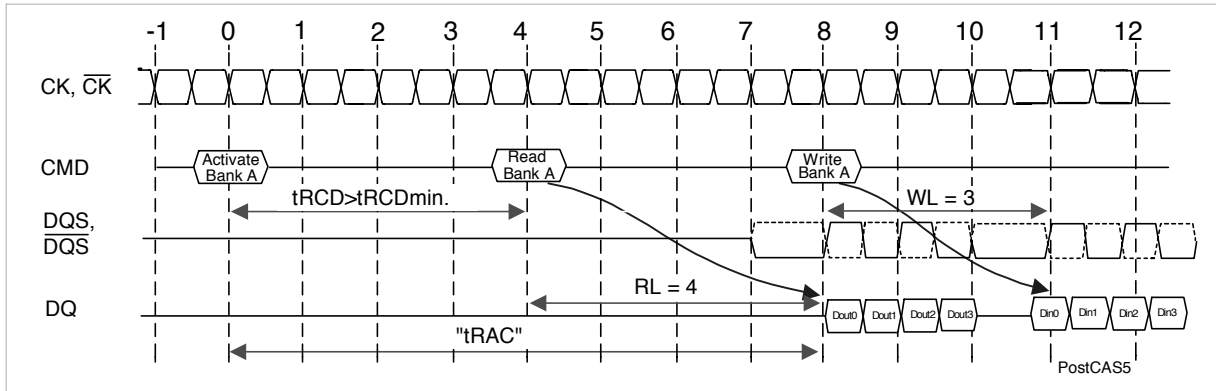 -1 0 1 2 3 4 5 6 7 8 9 10 11 12
CK, CK
CMD
Activate
Bank A
Read
Bank A
Write
Bank A
tRCD>tRCDmin.
WL = 3
DQS,
DQS
RL = 4
DQ
Dout0 Dout1 Dout2 Dout3 Din0 Din1 Din2 Din3
"tRAC"
PostCAS5